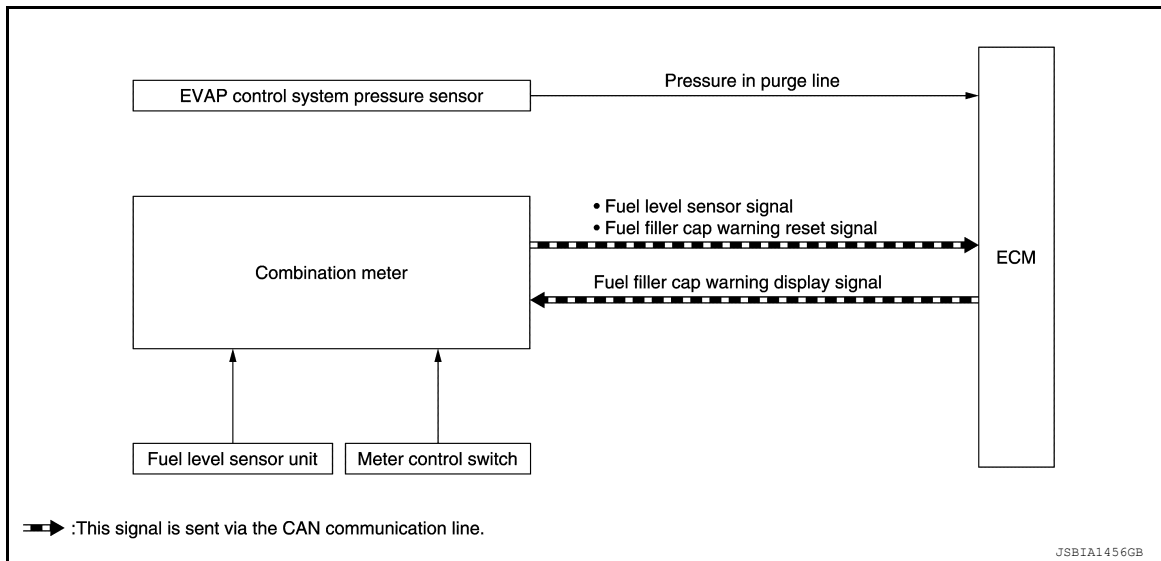 EVAP control system pressure sensor
Pressure in purge line
• Fuel level sensor signal
• Fuel filler cap warning reset signal
Combination meter
ECM
Fuel filler cap warning display signal
Fuel level sensor unit
Meter control switch
:This signal is sent via the CAN communication line.
JSBIA1456GB